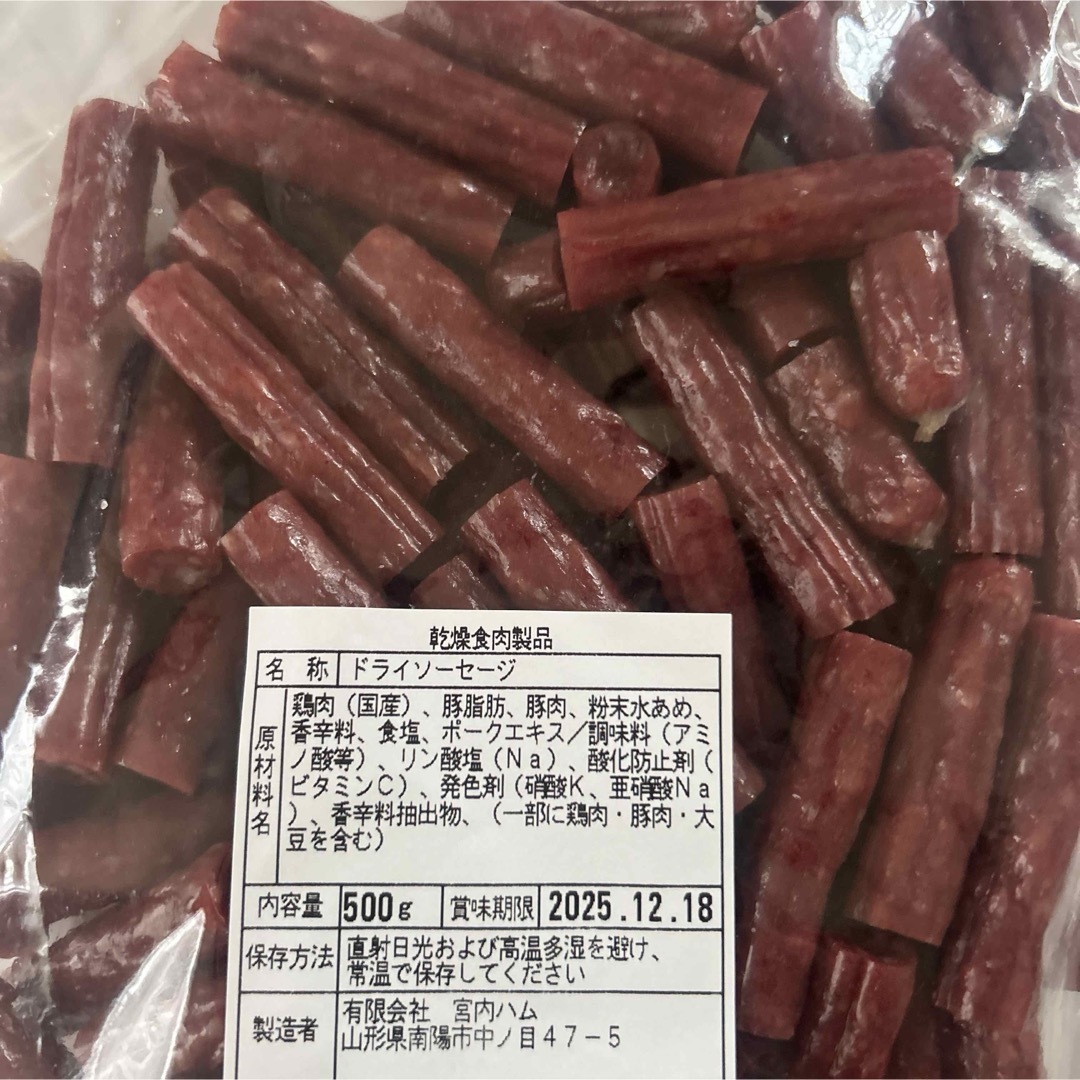 乾燥食肉製品
名称 ドライソーセージ
原材料名
鶏肉（国産）、豚脂肪、豚肉、粉末水あめ、
香辛料、食塩、ポークエキス／調味料（アミ
ノ酸等）、リン酸塩（Ｎａ）、酸化防止剤（
ビタミンＣ）、発色剤（硝酸Ｋ、亜硝酸Ｎａ
）、香辛料抽出物、（一部に鶏肉・豚肉・大
豆を含む）
内容量 500g 賞味期限 2025.12.18
保存方法
直射日光および高温多湿を避け、
常温で保存してください
製造者
有限会社　宮内ハム
山形県南陽市中ノ目４７－５